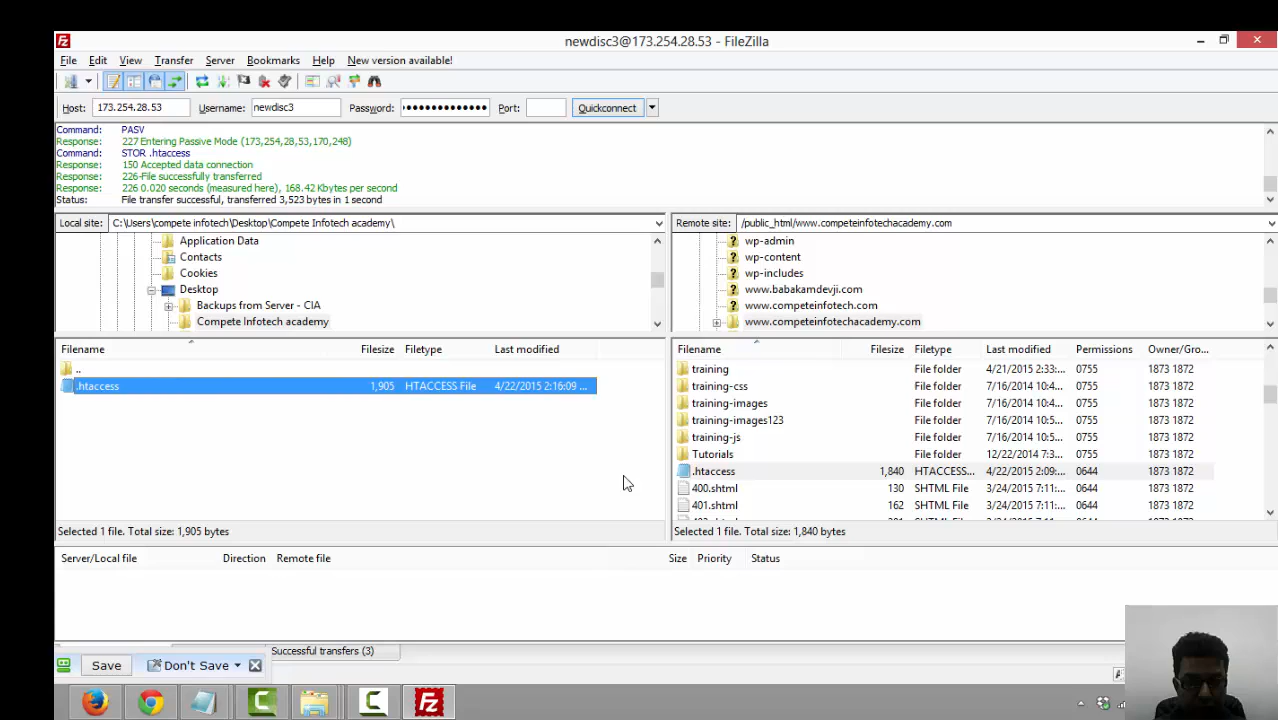 newdisc3@173.254.28.53 - FileZilla
File Edit View Transfer Server Bookmarks Help New version available!
Host: 173.254.28.53 Username: newdisc3 Password: •••••••••••••• Port: Quickconnect
Command: PASV
Response: 227 Entering Passive Mode (173,254,28,53,170,248)
Command: STOR .htaccess
Response: 150 Accepted data connection
Response: 226-File successfully transferred
Response: 226 0.020 seconds (measured here), 168.42 Kbytes per second
Status: File transfer successful, transferred 3,523 bytes in 1 second
Local site: C:\Users\compete infotech\Desktop\Compete Infotech academy\
Application Data
Contacts
Cookies
Desktop
Backups from Server - CIA
Compete Infotech academy
Remote site: /public_html/www.competeinfotechacademy.com
wp-admin
wp-content
wp-includes
www.babakamdevji.com
www.competeinfotech.com
www.competeinfotechacademy.com
Filename Filesize Filetype Last modified
..
.htaccess 1,905 HTACCESS File 4/22/2015 2:16:09 ...
Selected 1 file. Total size: 1,905 bytes
Filename Filesize Filetype Last modified Permissions Owner/Gro...
training File folder 4/21/2015 2:33:... 0755 1873 1872
training-css File folder 7/16/2014 10:4... 0755 1873 1872
training-images File folder 7/16/2014 10:4... 0755 1873 1872
training-images123 File folder 7/16/2014 10:5... 0755 1873 1872
training-js File folder 7/16/2014 10:5... 0755 1873 1872
Tutorials File folder 12/22/2014 7:3... 0755 1873 1872
.htaccess 1,840 HTACCESS... 4/22/2015 2:09:... 0644 1873 1872
400.shtml 130 SHTML File 3/24/2015 7:11:... 0644 1873 1872
401.shtml 162 SHTML File 3/24/2015 7:11:... 0644 1873 1872
Selected 1 file. Total size: 1,840 bytes
Server/Local file Direction Remote file Size Priority Status
Successful transfers (3)
Save Don't Save